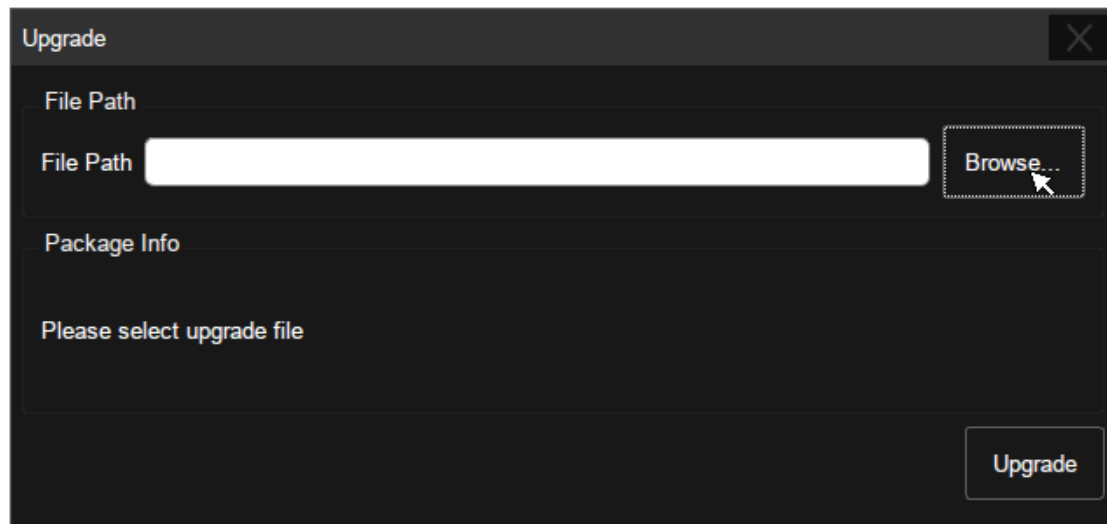 Upgrade
File Path
File Path
Browse...
Package Info
Please select upgrade file
Upgrade